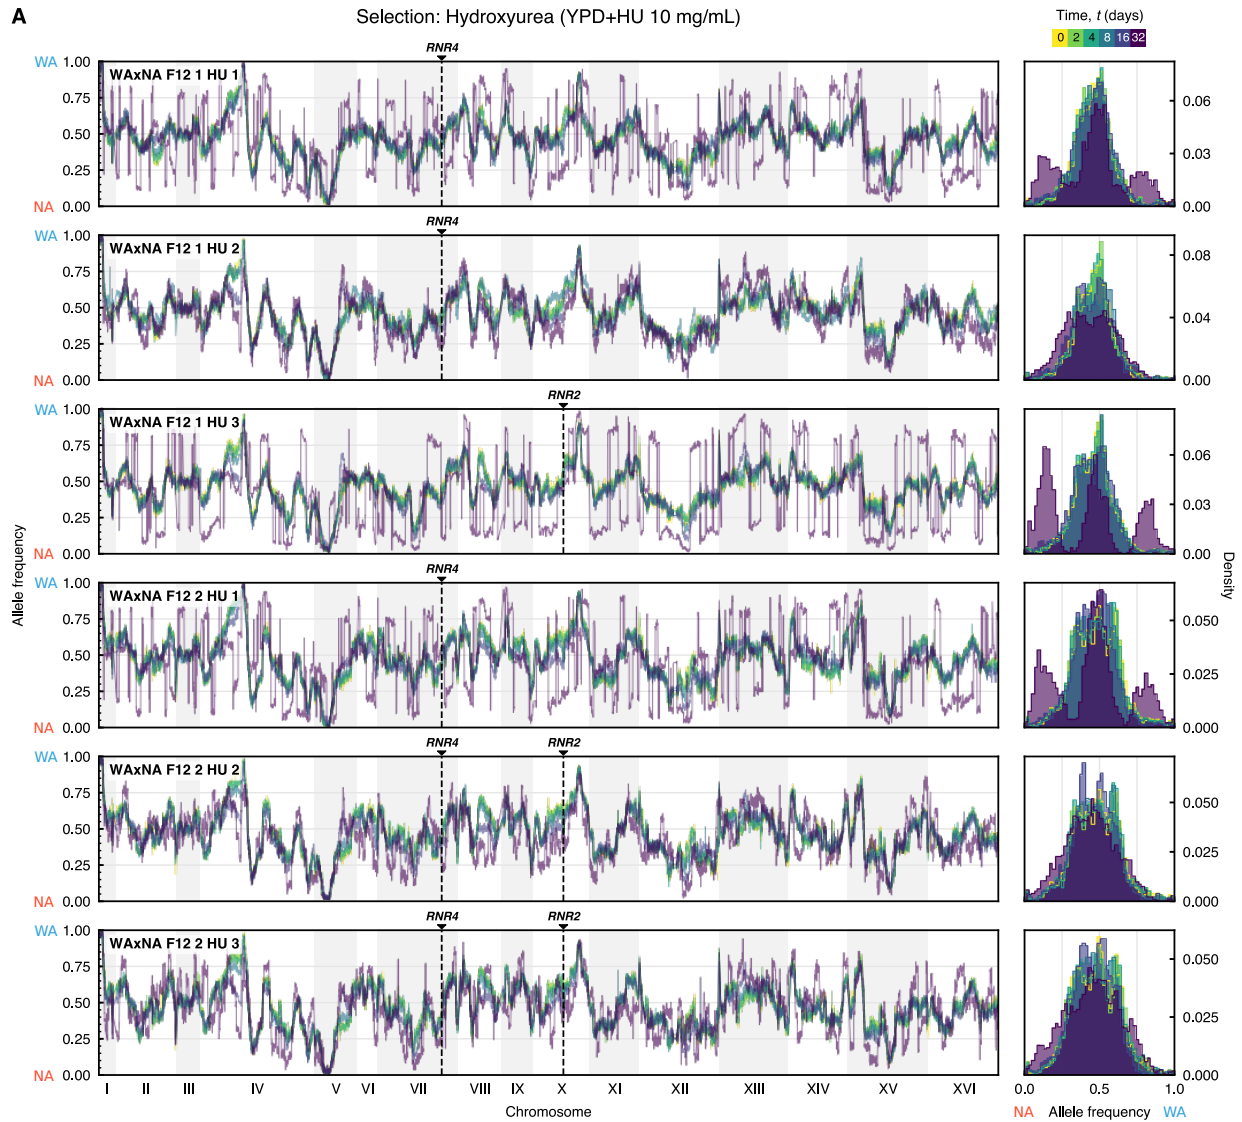 A
Selection: Hydroxyurea (YPD+HU 10 mg/mL)
Time, t (days)
0 2 4 8 16 32
RNR4
WA 1.00
WAxNA F12 1 HU 1
0.75
0.50
0.25
NA 0.00
0.06
0.03
0.00
RNR4
WA 1.00
WAxNA F12 1 HU 2
0.75
0.50
0.25
NA 0.00
0.08
0.04
0.00
RNR2
WA 1.00
WAxNA F12 1 HU 3
0.75
0.50
0.25
NA 0.00
0.06
0.03
0.00
RNR4
WA 1.00
WAxNA F12 2 HU 1
0.75
0.50
0.25
NA 0.00
0.050
0.025
0.000
RNR4 RNR2
WA 1.00
WAxNA F12 2 HU 2
0.75
0.50
0.25
NA 0.00
0.050
0.025
0.000
RNR4 RNR2
WA 1.00
WAxNA F12 2 HU 3
0.75
0.50
0.25
NA 0.00
0.050
0.025
0.000
Allele frequency
Density
I II III IV V VI VII VIII IX X XI XII XIII XIV XV XVI
Chromosome
0.0 0.5 1.0
NA Allele frequency WA